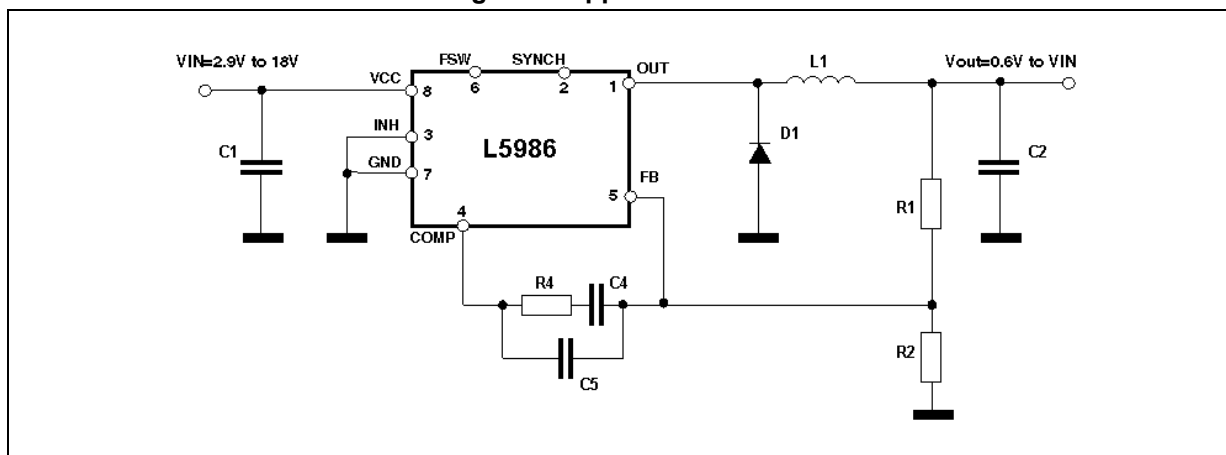 VIN=2.9V to 18V
FSW
SYNCH
VCC
OUT
L1
Vout=0.6V to VIN
8
6
2
1
INH
3
L5986
D1
C1
C2
GND
7
FB
5
R1
4
COMP
R4
C4
R2
C5